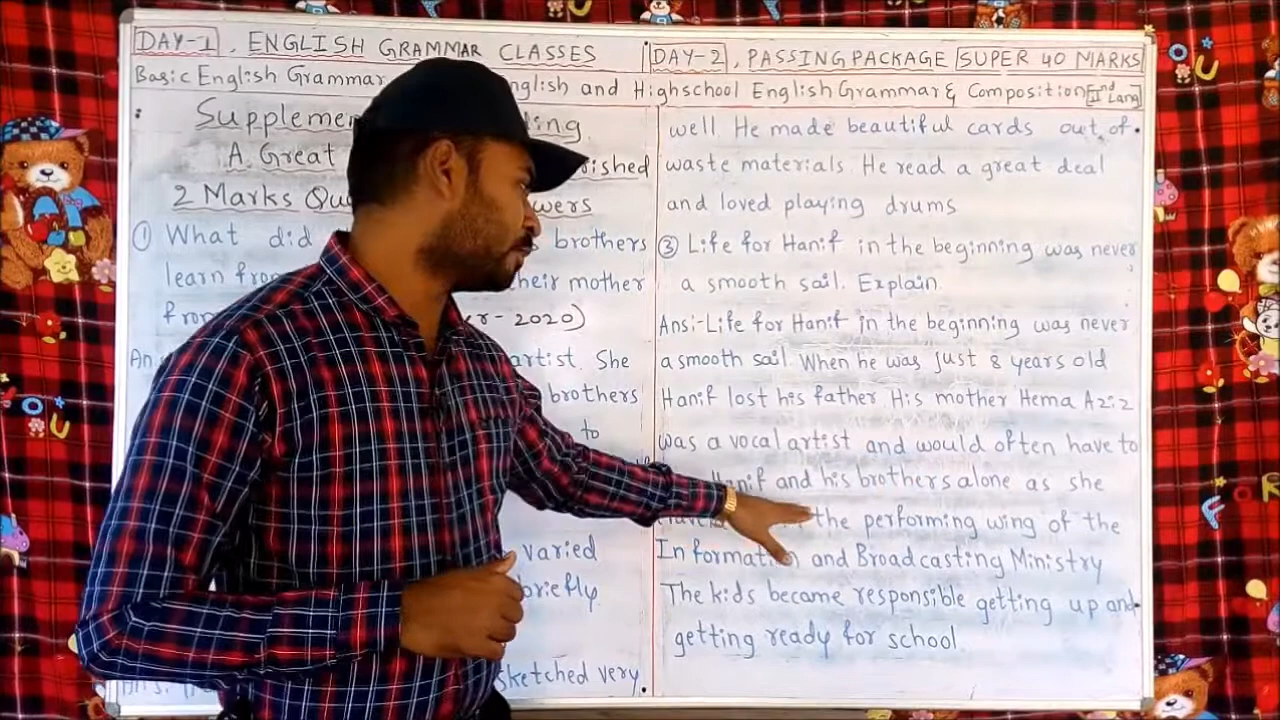 DAY-1, ENGLISH GRAMMAR CLASSES
Basic English Grammar
nglish and Highschool English Grammar & Composition IInd Lang
Supplemen
ing
A Great
ished
2 Marks Qu
wers
① What did
brothers
learn from
their mother
from
r-2020)
An
artist. She
brothers
to
varied
briefly.
sketched very
DAY-2, PASSING PACKAGE SUPER 40 MARKS
well He made beautiful cards out of
waste materials. He read a great deal
and loved playing drums
③ Life for Hanif in the beginning was never
a smooth sail. Explain.
Ans:-Life for Hanif in the beginning was never
a smooth sail. When he was just 8 years old
Hanif lost his father. His mother Hema Aziz
was a vocal artist and would often have to
Hanif and his brothers alone as she
the performing wing of the
Information and Broadcasting Ministry
The kids became responsible getting up and
getting ready for school